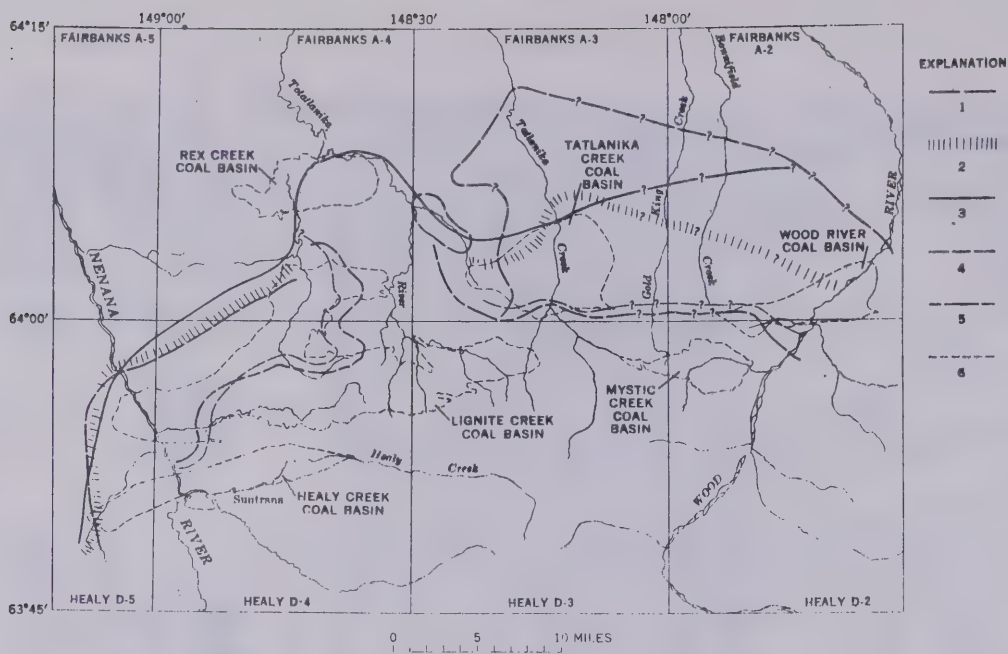 149°00' 148°30' 148°00'
64°15'
FAIRBANKS A-5
FAIRBANKS A-4
FAIRBANKS A-3
FAIRBANKS
A-2
EXPLANATION
1
2
3
4
5
6
Totatlanika
REX CREEK
COAL BASIN
Tatlanika
Creek
TATLANIKA
CREEK
COAL
BASIN
Creek
King
Gold
Bonnifield
Creek
RIVER
WOOD RIVER
COAL BASIN
NENANA
River
64°00'
LIGNITE CREEK
COAL BASIN
MYSTIC
CREEK
COAL
BASIN
Healy
Creek
Suntrana
HEALY CREEK
COAL BASIN
WOOD
RIVER
63°45'
HEALY D-5
HEALY D-4
HEALY D-3
HEALY D-2
0 5 10 MILES